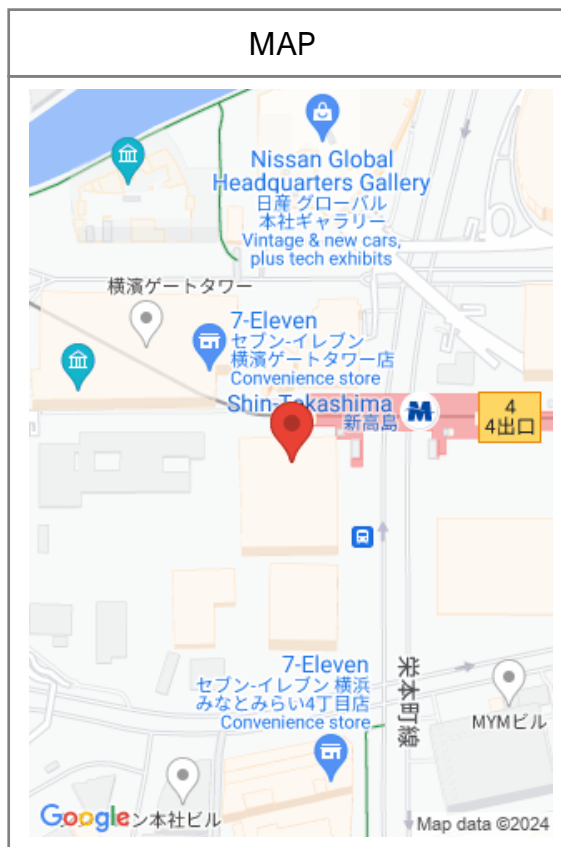 MAP
Nissan Global
Headquarters Gallery
日産 グローバル
本社ギャラリー
Vintage & new cars,
plus tech exhibits
横濱ゲートタワー
7-Eleven
セブン-イレブン
横濱ゲートタワー店
Convenience store
Shin-Takashima
新高島
4
4出口
7-Eleven
セブン-イレブン 横浜
みなとみらい4丁目店
Convenience store
栄本町線
MYMビル
ン本社ビル
Google
Map data ©2024